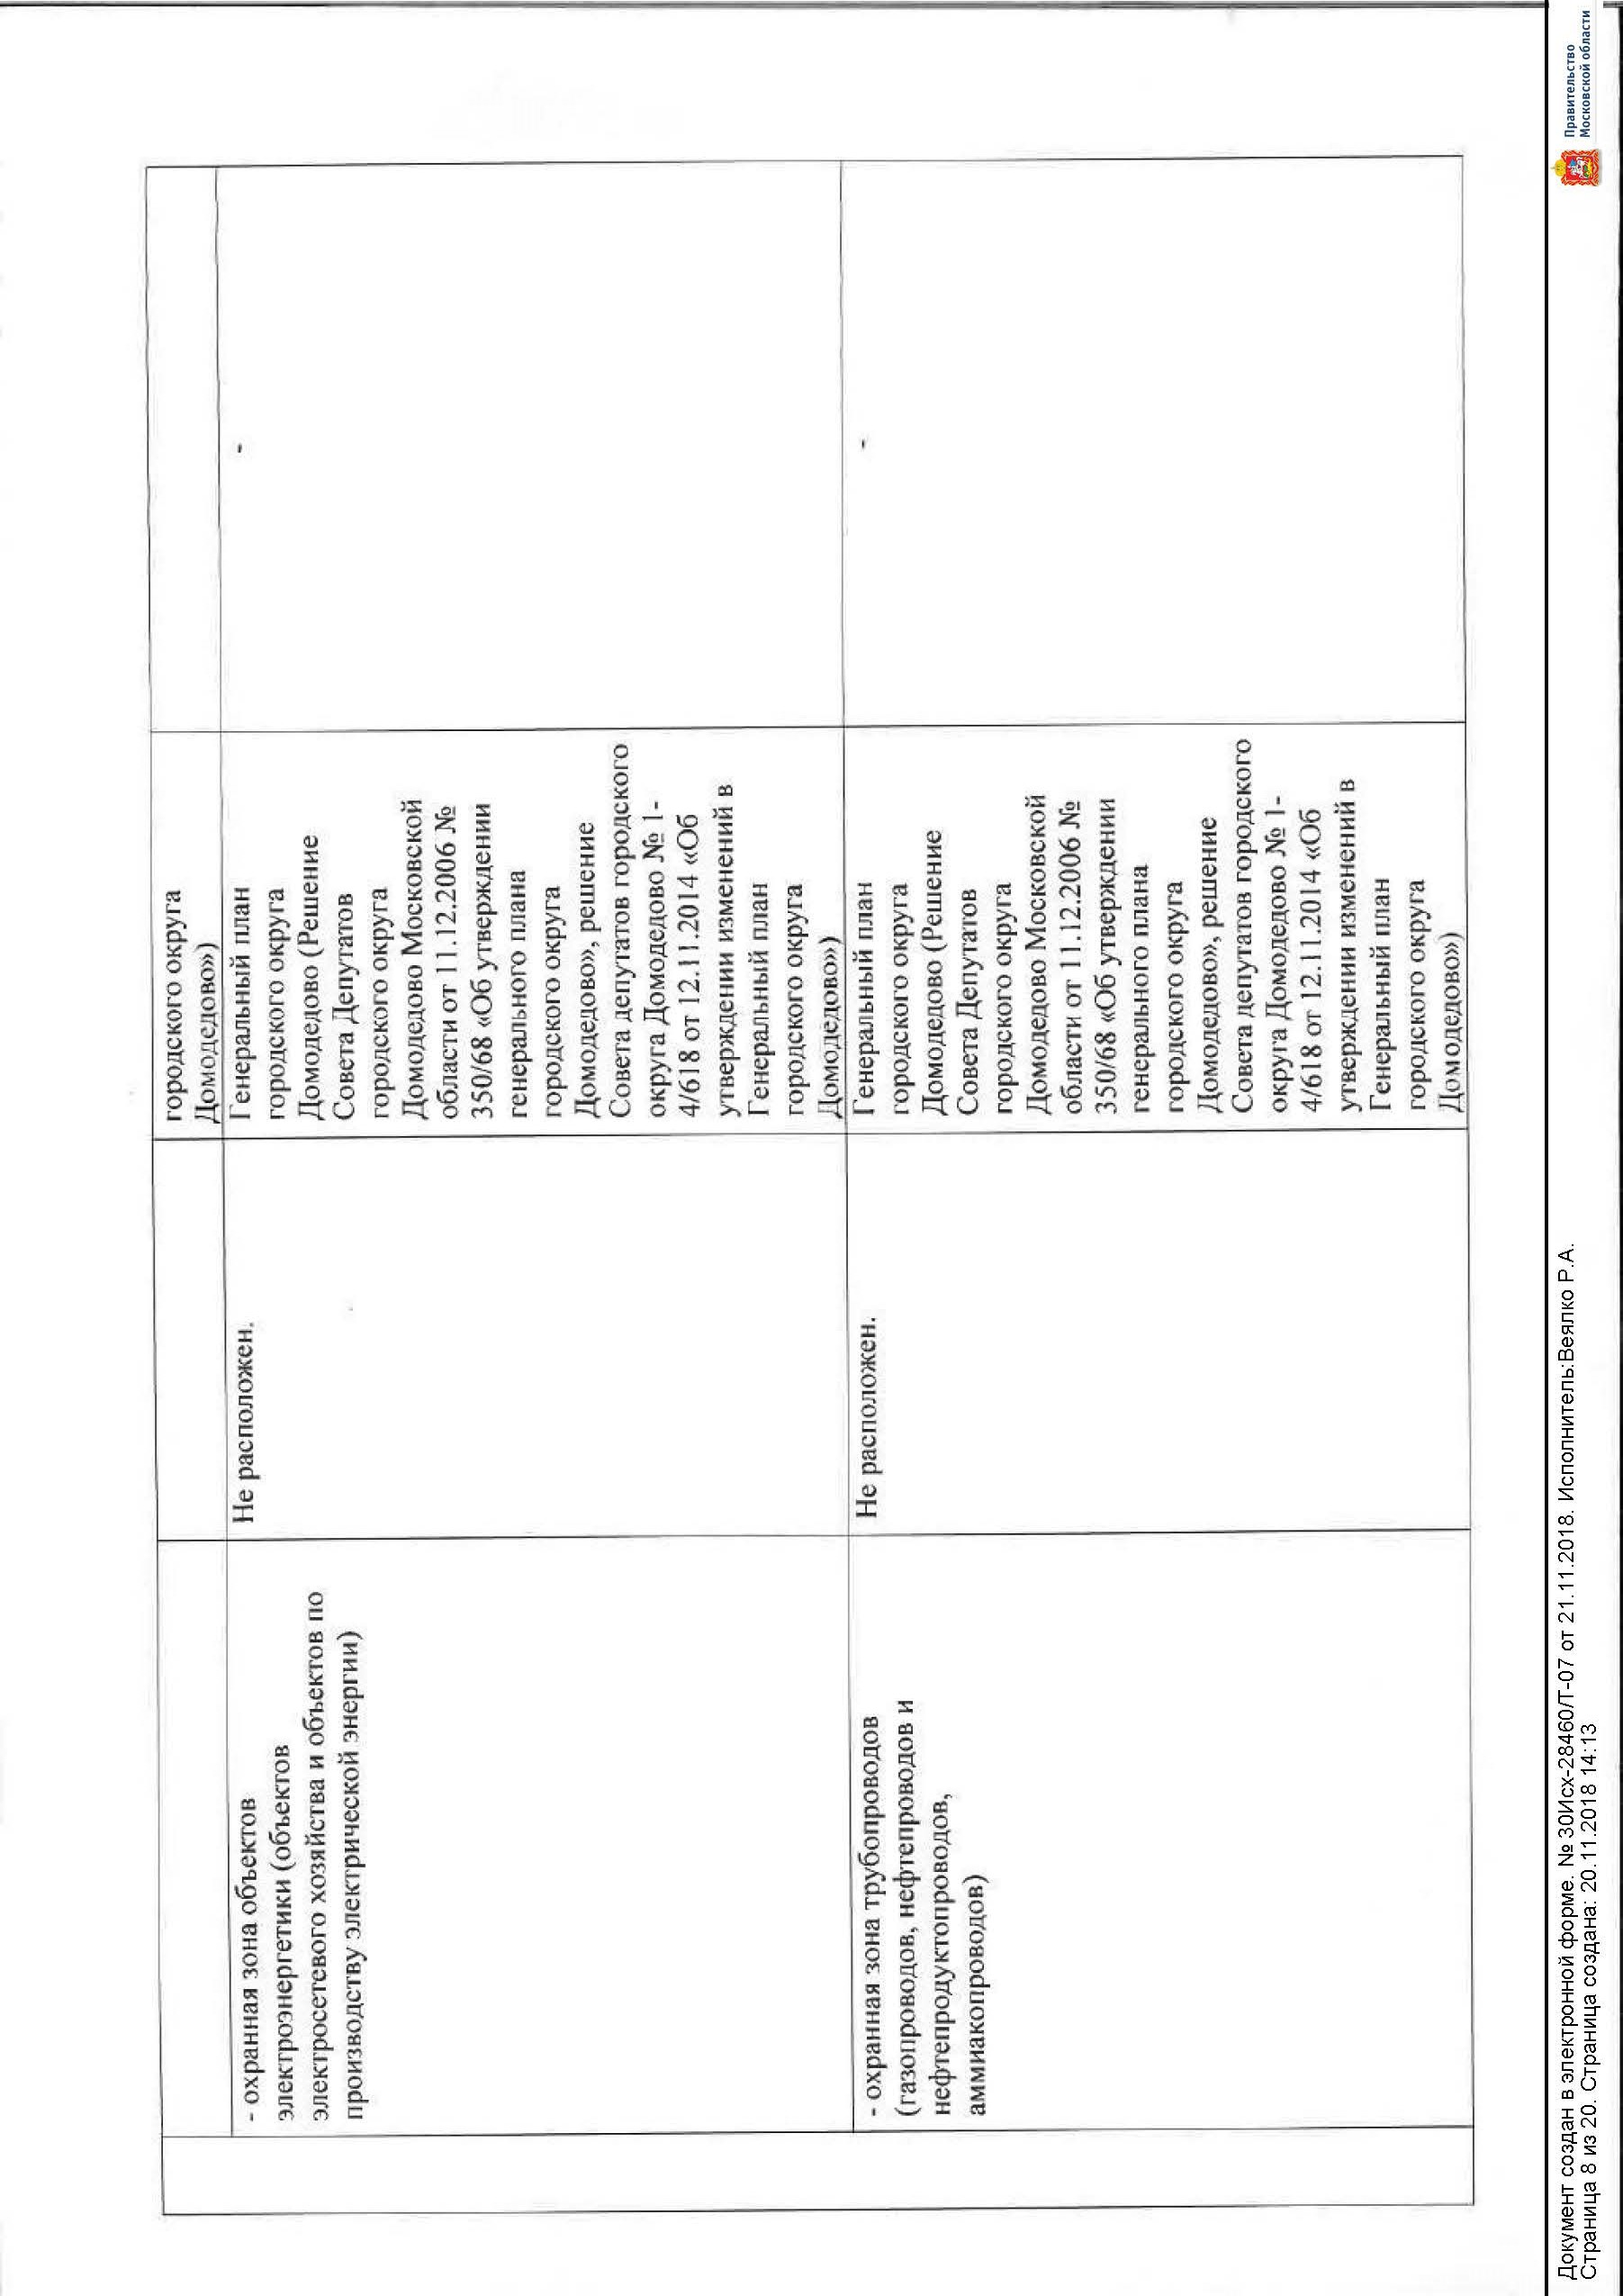 городского округа
Домодедово»)
- охранная зона объектов
электроэнергетики (объектов
электросетевого хозяйства и объектов по
производству электрической энергии)
Не расположен.
Генеральный план
городского округа
Домодедово (Решение
Совета Депутатов
городского округа
Домодедово Московской
области от 11.12.2006 №
350/68 «Об утверждении
генерального плана
городского округа
Домодедово», решение
Совета депутатов городского
округа Домодедово № 1-
4/618 от 12.11.2014 «Об
утверждении изменений в
Генеральный план
городского округа
Домодедово»)
-
- охранная зона трубопроводов
(газопроводов, нефтепроводов и
нефтепродуктопроводов,
аммиакопроводов)
Не расположен.
Генеральный план
городского округа
Домодедово (Решение
Совета Депутатов
городского округа
Домодедово Московской
области от 11.12.2006 №
350/68 «Об утверждении
генерального плана
городского округа
Домодедово», решение
Совета депутатов городского
округа Домодедово № 1-
4/618 от 12.11.2014 «Об
утверждении изменений в
Генеральный план
городского округа
Домодедово»)
-
Документ создан в электронной форме. № 30Исх-28460/Т-07 от 21.11.2018. Исполнитель:Веялко Р.А.
Страница 8 из 20. Страница создана: 20.11.2018 14:13
Правительство
Московской области